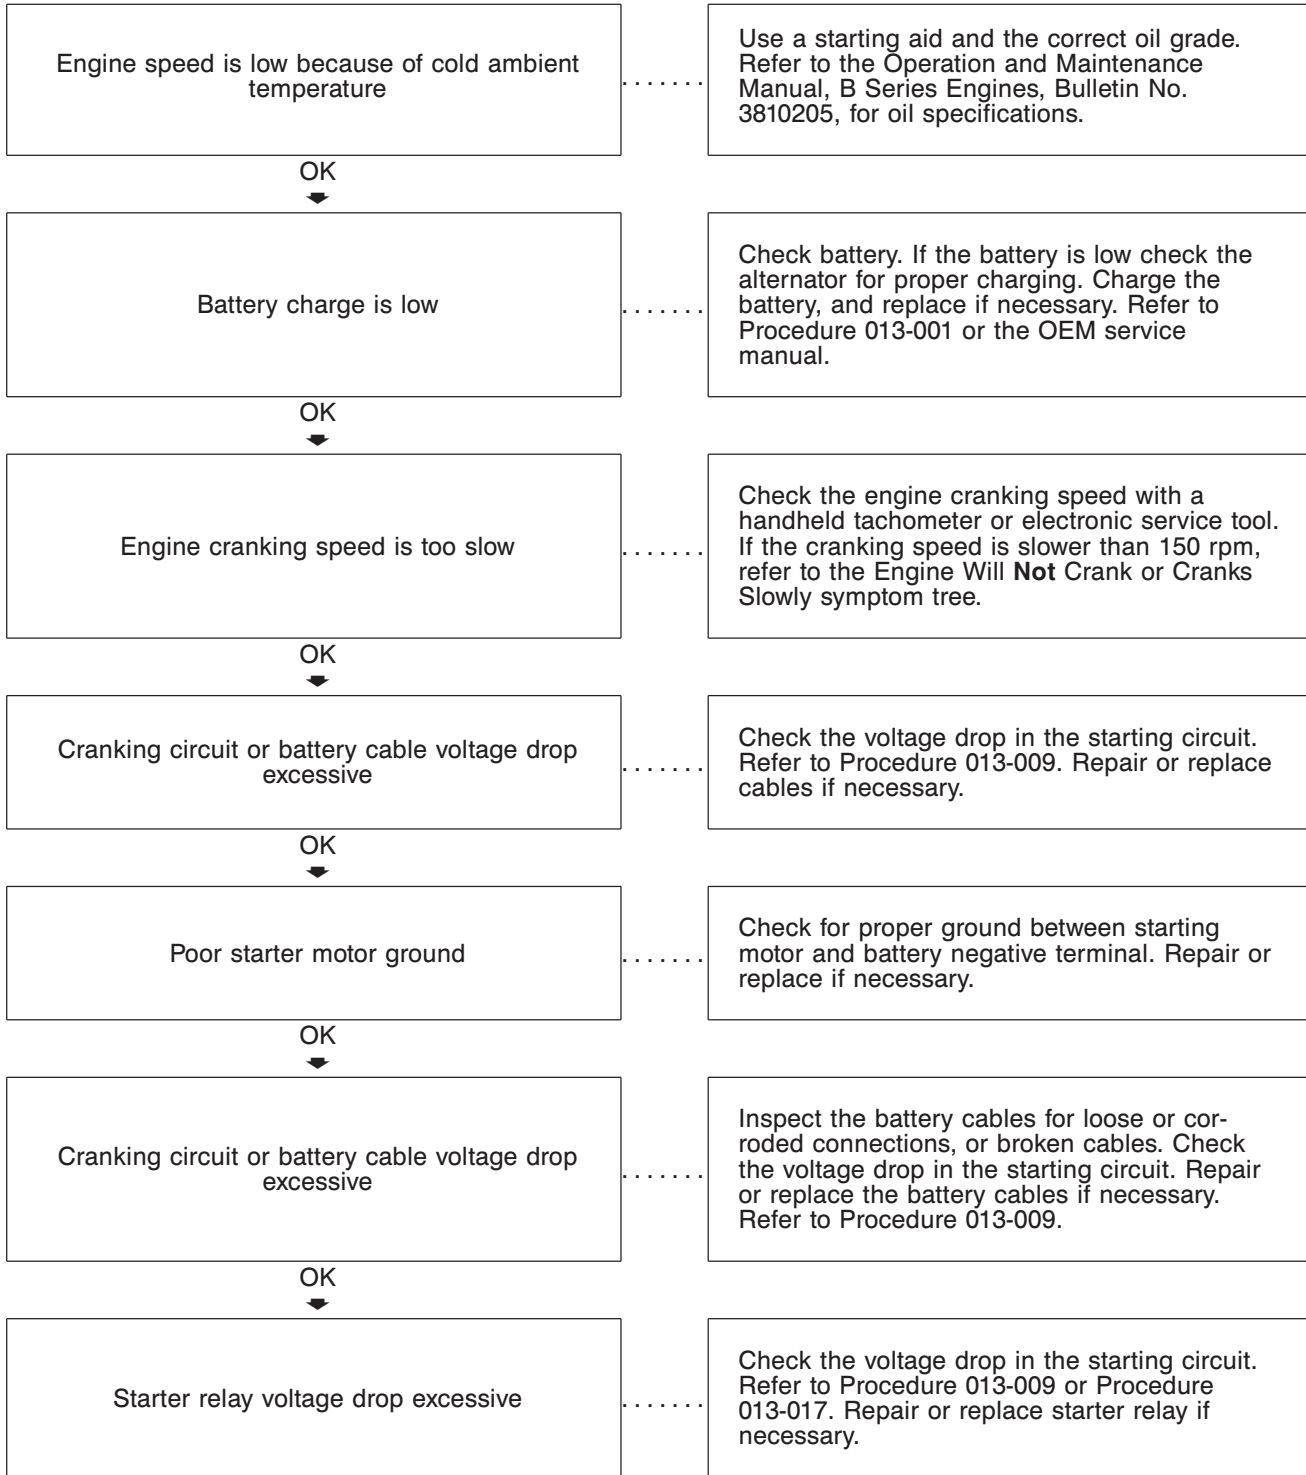 Engine speed is low because of cold ambient
temperature
. . . . . . .
Use a starting aid and the correct oil grade.
Refer to the Operation and Maintenance
Manual, B Series Engines, Bulletin No.
3810205, for oil specifications.
OK
Battery charge is low
. . . . . . .
Check battery. If the battery is low check the
alternator for proper charging. Charge the
battery, and replace if necessary. Refer to
Procedure 013-001 or the OEM service
manual.
OK
Engine cranking speed is too slow
. . . . . . .
Check the engine cranking speed with a
handheld tachometer or electronic service tool.
If the cranking speed is slower than 150 rpm,
refer to the Engine Will Not Crank or Cranks
Slowly symptom tree.
OK
Cranking circuit or battery cable voltage drop
excessive
. . . . . . .
Check the voltage drop in the starting circuit.
Refer to Procedure 013-009. Repair or replace
cables if necessary.
OK
Poor starter motor ground
. . . . . . .
Check for proper ground between starting
motor and battery negative terminal. Repair or
replace if necessary.
OK
Cranking circuit or battery cable voltage drop
excessive
. . . . . . .
Inspect the battery cables for loose or cor-
roded connections, or broken cables. Check
the voltage drop in the starting circuit. Repair
or replace the battery cables if necessary.
Refer to Procedure 013-009.
OK
Starter relay voltage drop excessive
. . . . . . .
Check the voltage drop in the starting circuit.
Refer to Procedure 013-009 or Procedure
013-017. Repair or replace starter relay if
necessary.